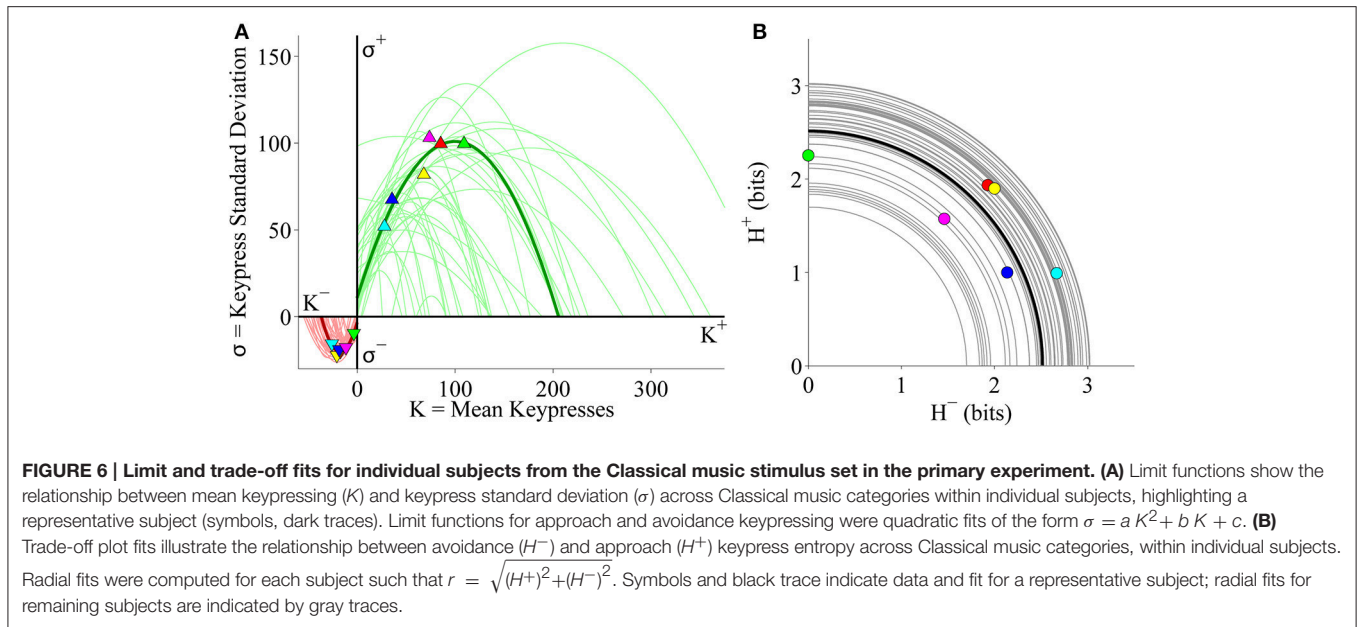 A
B
σ+
150
100
50
0
σ = Keypress Standard Deviation
K−
K+
σ−
0
100
200
300
K = Mean Keypresses
3
2
1
0
H+ (bits)
0
1
2
3
H− (bits)
FIGURE 6 | Limit and trade-off fits for individual subjects from the Classical music stimulus set in the primary experiment. (A) Limit functions show the
relationship between mean keypressing (K) and keypress standard deviation (σ) across Classical music categories within individual subjects, highlighting a
representative subject (symbols, dark traces). Limit functions for approach and avoidance keypressing were quadratic fits of the form σ = a K² + b K + c. (B)
Trade-off plot fits illustrate the relationship between avoidance (H−) and approach (H+) keypress entropy across Classical music categories, within individual subjects.
Radial fits were computed for each subject such that r = √(H+)²+(H−)². Symbols and black trace indicate data and fit for a representative subject; radial fits for
remaining subjects are indicated by gray traces.